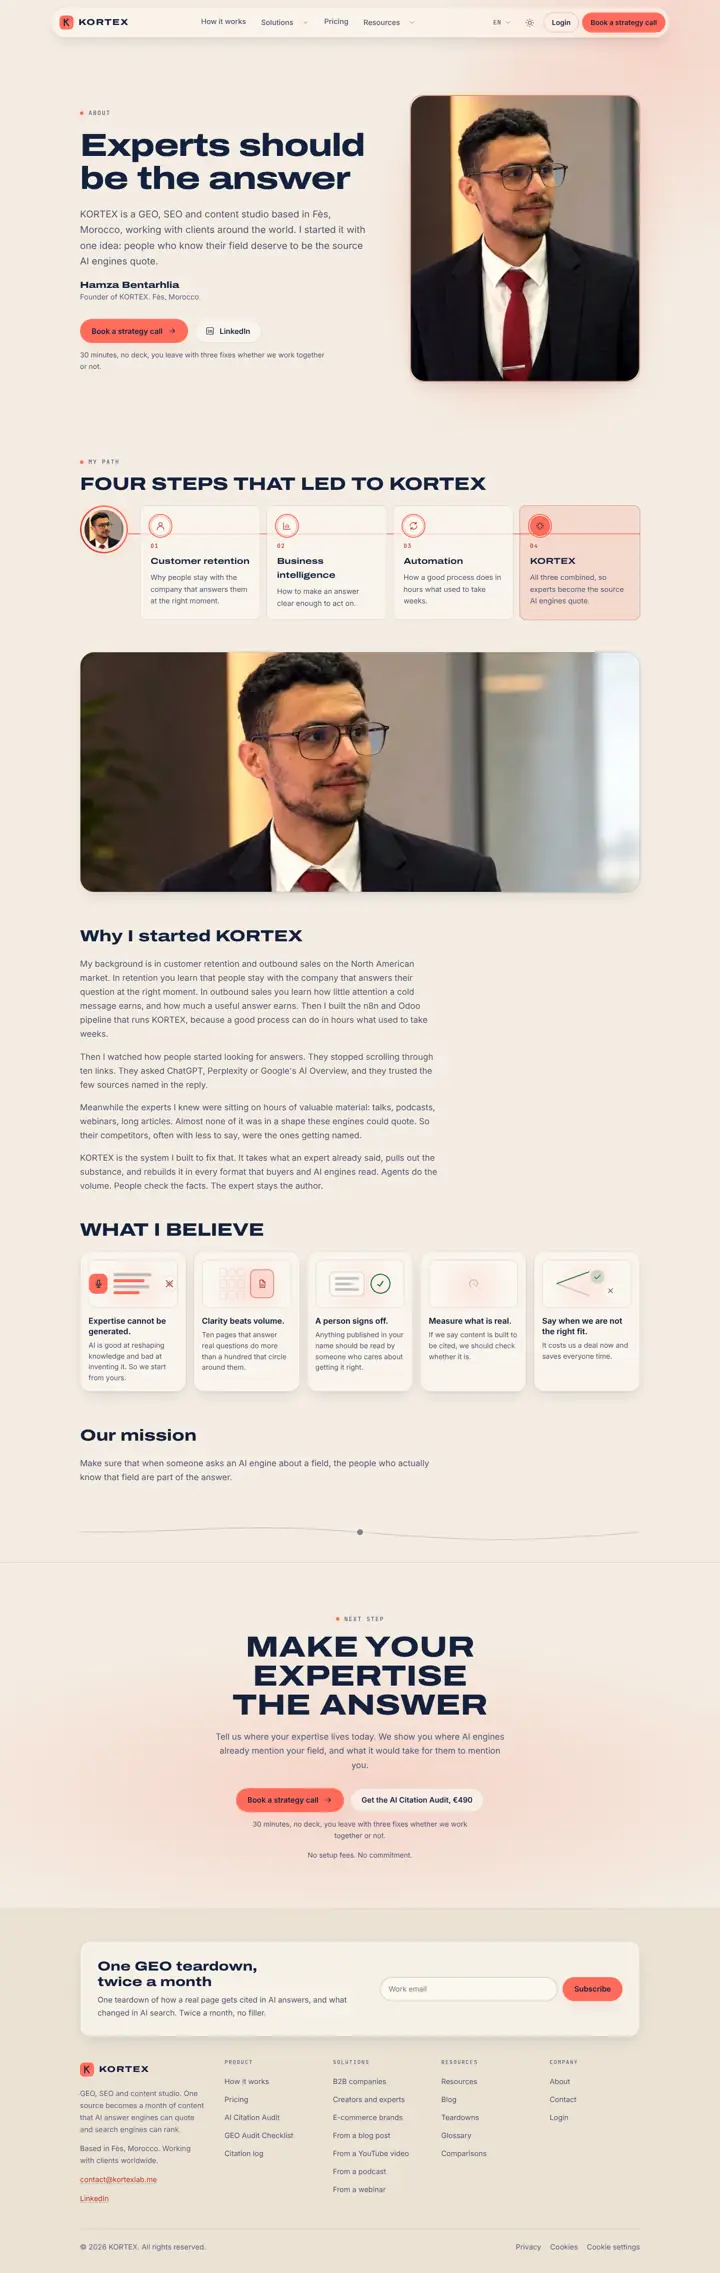 KORTEX
How it works
Solutions
Pricing
Resources
EN
Login
Book a strategy call
ABOUT
Experts should
be the answer
KORTEX is a GEO, SEO and content studio based in Fès,
Morocco, working with clients around the world. I started it with
one idea: people who know their field deserve to be the source
AI engines quote.
Hamza Bentarhlia
Founder of KORTEX. Fès, Morocco.
Book a strategy call
LinkedIn
30 minutes, no deck, you leave with three fixes whether we work together
or not.
MY PATH
FOUR STEPS THAT LED TO KORTEX
01
Customer retention
Why people stay with the
company that answers them
at the right moment.
02
Business
intelligence
How to make an answer
clear enough to act on.
03
Automation
How a good process does in
hours what used to take
weeks.
04
KORTEX
All three combined, so
experts become the source
AI engines quote.
Why I started KORTEX
My background is in customer retention and outbound sales on the North American
market. In retention you learn that people stay with the company that answers their
question at the right moment. In outbound sales you learn how little attention a cold
message earns, and how much a useful answer earns. Then I built the n8n and Odoo
pipeline that runs KORTEX, because a good process can do in hours what used to take
weeks.
Then I watched how people started looking for answers. They stopped scrolling through
ten links. They asked ChatGPT, Perplexity or Google's AI Overview, and they trusted the
few sources named in the reply.
Meanwhile the experts I knew were sitting on hours of valuable material: talks, podcasts,
webinars, long articles. Almost none of it was in a shape these engines could quote. So
their competitors, often with less to say, were the ones getting named.
KORTEX is the system I built to fix that. It takes what an expert already said, pulls out the
substance, and rebuilds it in every format that buyers and AI engines read. Agents do the
volume. People check the facts. The expert stays the author.
WHAT I BELIEVE
Expertise cannot be
generated.
AI is good at reshaping
knowledge and bad at
inventing it. So we start
from yours.
Clarity beats volume.
Ten pages that answer
real questions do more
than a hundred that circle
around them.
A person signs off.
Anything published in your
name should be read by
someone who cares about
getting it right.
Measure what is real.
If we say content is built to
be cited, we should check
whether it is.
Say when we are not
the right fit.
It costs us a deal now and
saves everyone time.
Our mission
Make sure that when someone asks an AI engine about a field, the people who actually
know that field are part of the answer.
NEXT STEP
MAKE YOUR
EXPERTISE
THE ANSWER
Tell us where your expertise lives today. We show you where AI engines
already mention your field, and what it would take for them to mention
you.
Book a strategy call
Get the AI Citation Audit, €490
30 minutes, no deck, you leave with three fixes whether we work
together or not.
No setup fees. No commitment.
One GEO teardown,
twice a month
One teardown of how a real page gets cited in AI answers, and what
changed in AI search. Twice a month, no filler.
Work email
Subscribe
KORTEX
GEO, SEO and content studio. One
source becomes a month of content
that AI answer engines can quote
and search engines can rank.
Based in Fès, Morocco. Working
with clients worldwide.
contact@kortexlab.me
LinkedIn
PRODUCT
How it works
Pricing
AI Citation Audit
GEO Audit Checklist
Citation log
SOLUTIONS
B2B companies
Creators and experts
E-commerce brands
From a blog post
From a YouTube video
From a podcast
From a webinar
RESOURCES
Resources
Blog
Teardowns
Glossary
Comparisons
COMPANY
About
Contact
Login
© 2026 KORTEX. All rights reserved.
Privacy
Cookies
Cookie settings